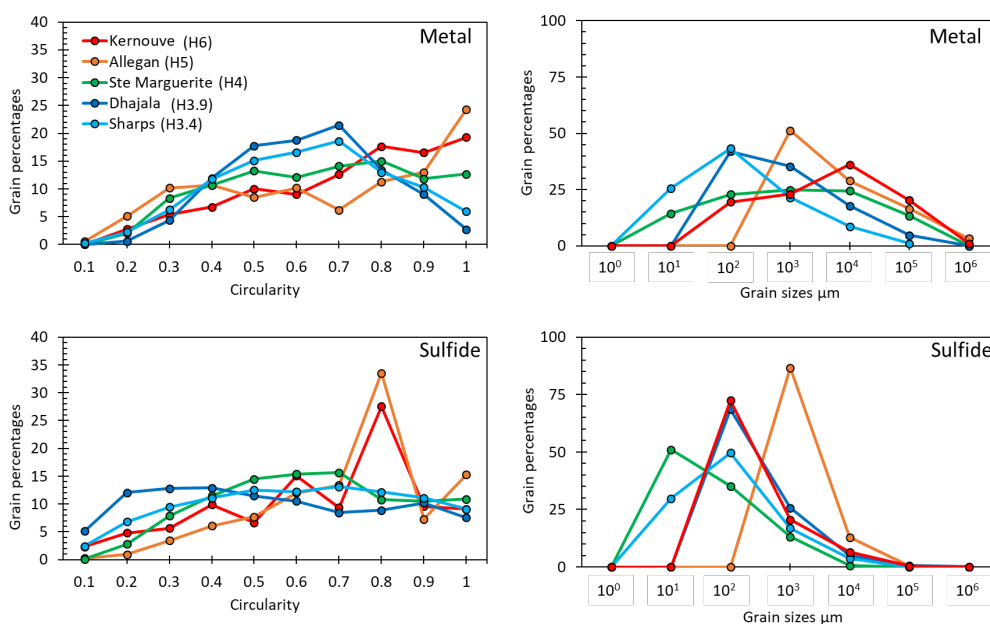 Metal
40
35
30
25
20
15
10
5
0
Grain percentages
Kernouve (H6)
Allegan (H5)
Ste Marguerite (H4)
Dhajala (H3.9)
Sharps (H3.4)
0.1 0.2 0.3 0.4 0.5 0.6 0.7 0.8 0.9 1
Circularity
Metal
100
75
50
25
0
Grain percentages
10⁰ 10¹ 10² 10³ 10⁴ 10⁵ 10⁶
Grain sizes µm
Sulfide
40
35
30
25
20
15
10
5
0
Grain percentages
0.1 0.2 0.3 0.4 0.5 0.6 0.7 0.8 0.9 1
Circularity
Sulfide
100
75
50
25
0
Grain percentages
10⁰ 10¹ 10² 10³ 10⁴ 10⁵ 10⁶
Grain sizes µm